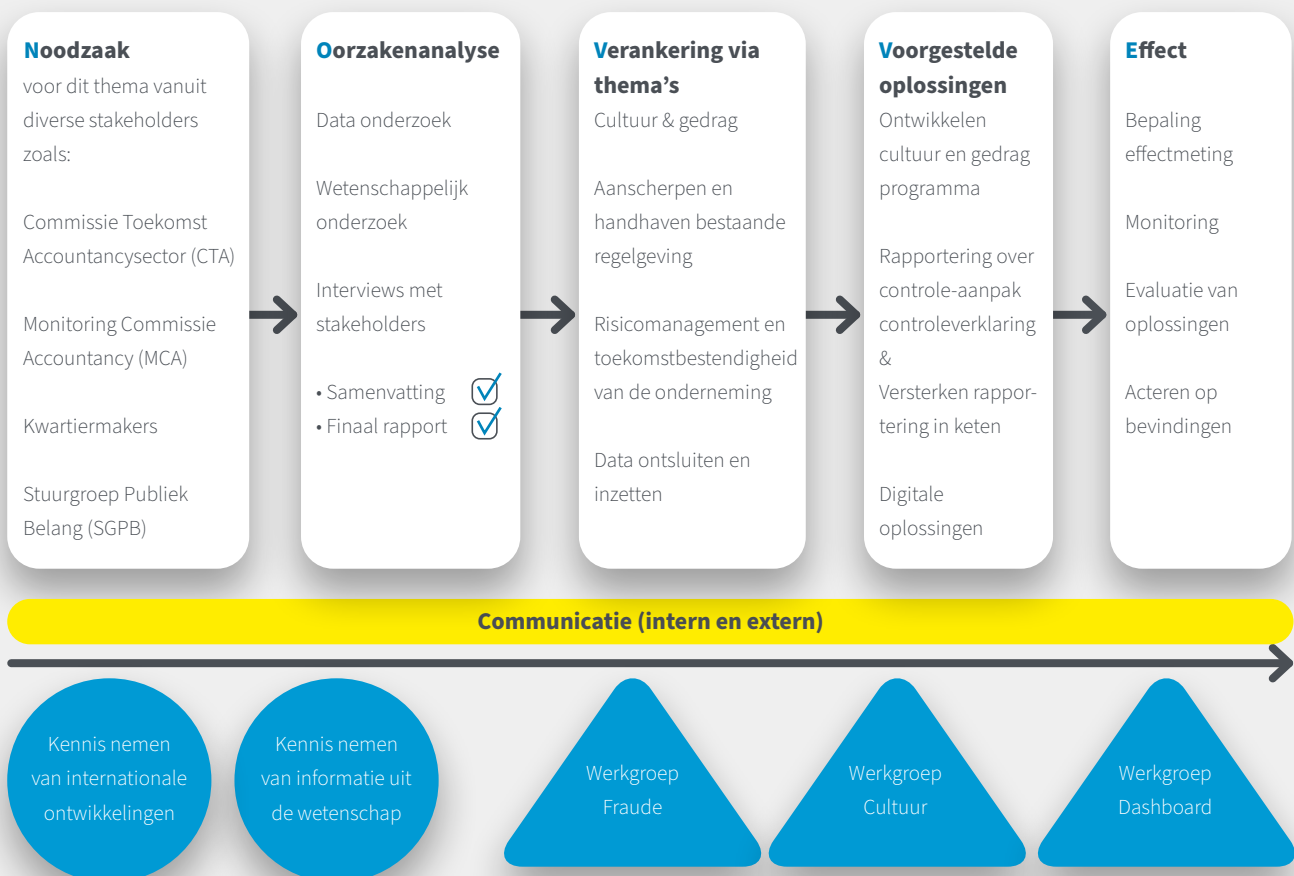 Noodzaak
voor dit thema vanuit
diverse stakeholders
zoals:
Commissie Toekomst
Accountancysector (CTA)
Monitoring Commissie
Accountancy (MCA)
Kwartiermakers
Stuurgroep Publiek
Belang (SGPB)
Oorzakenanalyse
Data onderzoek
Wetenschappelijk
onderzoek
Interviews met
stakeholders
• Samenvatting
• Finaal rapport
Verankering via
thema’s
Cultuur & gedrag
Aanscherpen en
handhaven bestaande
regelgeving
Risicomanagement en
toekomstbestendigheid
van de onderneming
Data ontsluiten en
inzetten
Voorgestelde
oplossingen
Ontwikkelen
cultuur en gedrag
programma
Rapportering over
controle-aanpak
controleverklaring
&
Versterken rappor-
tering in keten
Digitale
oplossingen
Effect
Bepaling
effectmeting
Monitoring
Evaluatie van
oplossingen
Acteren op
bevindingen
Communicatie (intern en extern)
Kennis nemen
van internationale
ontwikkelingen
Kennis nemen
van informatie uit
de wetenschap
Werkgroep
Fraude
Werkgroep
Cultuur
Werkgroep
Dashboard